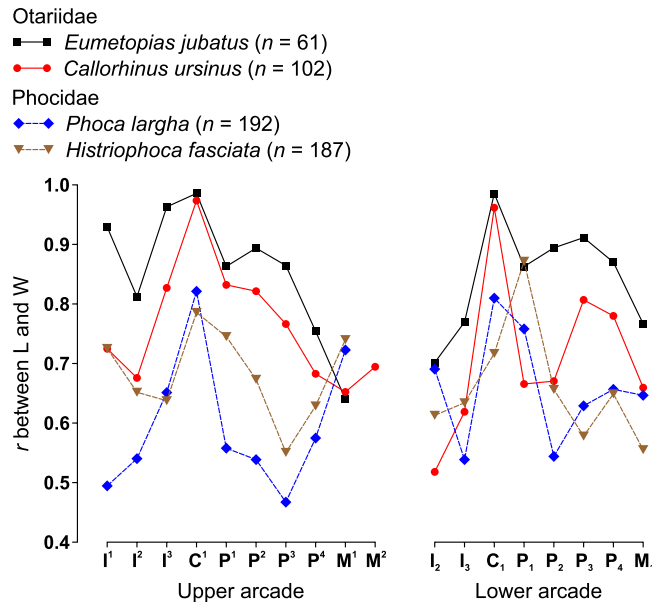 Otariidae
Eumetopias jubatus (n = 61)
Callorhinus ursinus (n = 102)
Phocidae
Phoca largha (n = 192)
Histriophoca fasciata (n = 187)
r between L and W
1.0
0.9
0.8
0.7
0.6
0.5
0.4
I¹ I² I³ C¹ P¹ P² P³ P⁴ M¹ M²
Upper arcade
I₂ I₃ C₁ P₁ P₂ P₃ P₄ M
Lower arcade